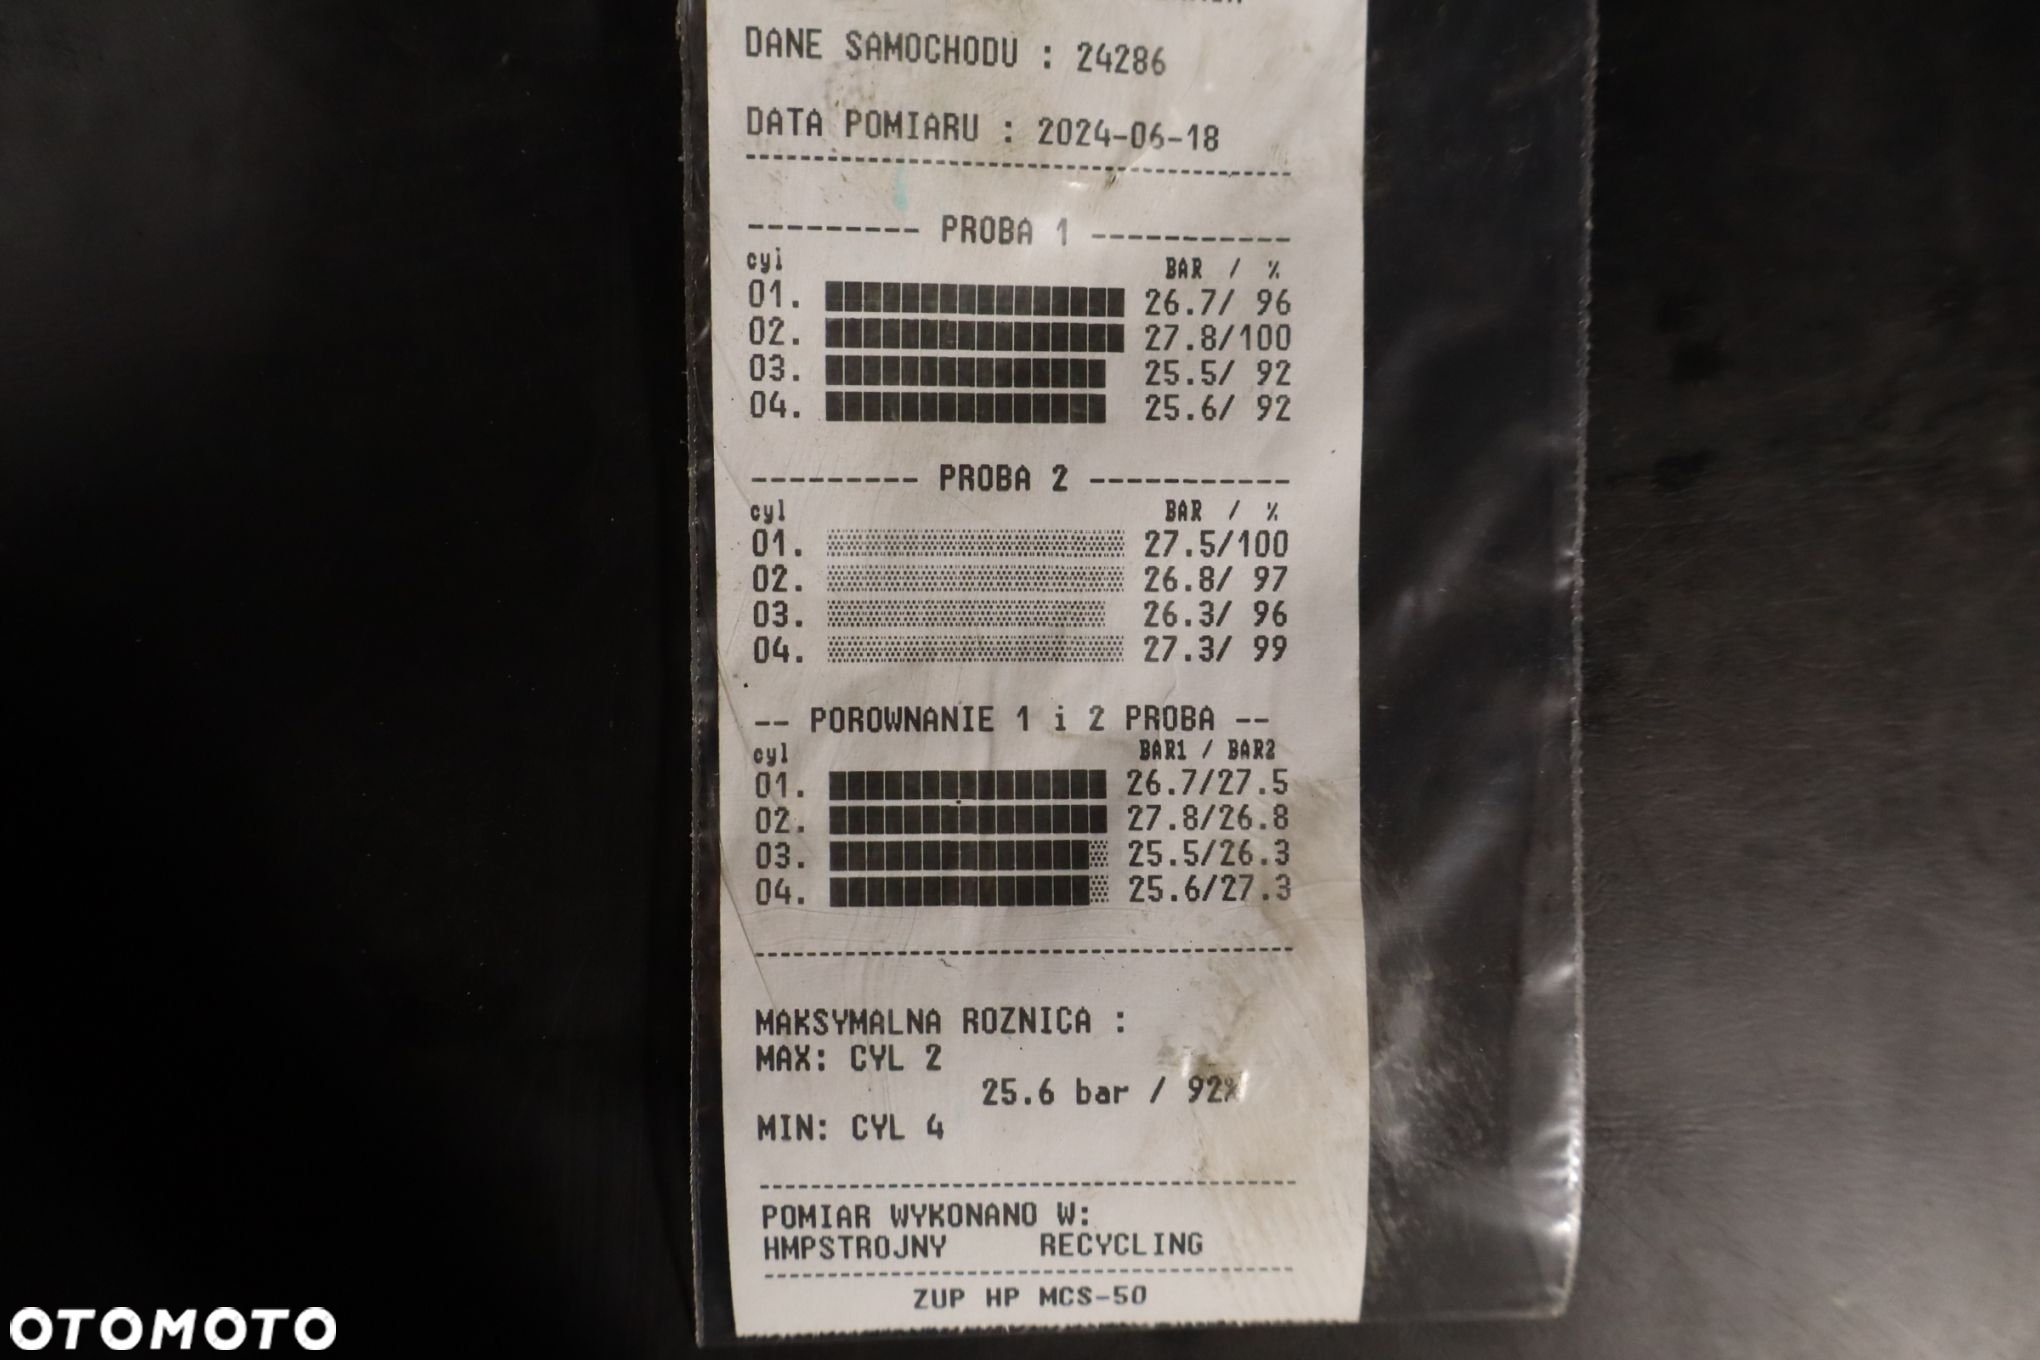 DANE SAMOCHODU : 24286
DATA POMIARU : 2024-06-18
--------- PROBA 1 -----------
cyl BAR / %
01. 26.7/ 96
02. 27.8/100
03. 25.5/ 92
04. 25.6/ 92
--------- PROBA 2 -----------
cyl BAR / %
01. 27.5/100
02. 26.8/ 97
03. 26.3/ 96
04. 27.3/ 99
-- POROWNANIE 1 i 2 PROBA --
cyl BAR1 / BAR2
01. 26.7/27.5
02. 27.8/26.8
03. 25.5/26.3
04. 25.6/27.3
MAKSYMALNA ROZNICA :
MAX: CYL 2
25.6 bar / 92%
MIN: CYL 4
POMIAR WYKONANO W:
HMPSTROJNY RECYCLING
ZUP HP MCS-50
OTOMOTO